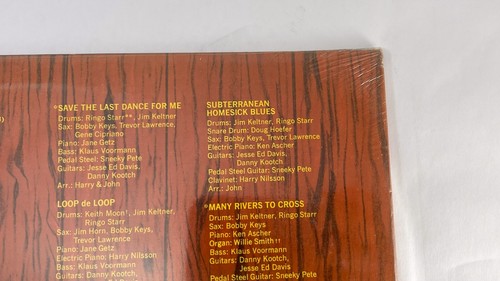 )
*SAVE THE LAST DANCE FOR ME
Drums: Ringo Starr**, Jim Keltner
Sax: Bobby Keys, Trevor Lawrence,
Gene Cipriano
Piano: Jane Getz
Bass: Klaus Voormann
Pedal Steel: Sneeky Pete
Guitars: Jesse Ed Davis,
Danny Kootch
Arr.: Harry & John
LOOP de LOOP
Drums: Keith Moon†, Jim Keltner,
Ringo Starr
Sax: Jim Horn, Bobby Keys,
Trevor Lawrence
Piano: Jane Getz
Electric Piano: Harry Nilsson
Bass: Klaus Voormann
Guitars: Danny Kootch,
SUBTERRANEAN
HOMESICK BLUES
Drums: Jim Keltner, Ringo Starr
Snare Drum: Doug Hoefer
Sax: Bobby Keys, Trevor Lawrence
Electric Piano: Ken Ascher
Guitars: Jesse Ed Davis,
Danny Kootch
Pedal Steel Guitar: Sneeky Pete
Clavinet: Harry Nilsson
Arr.: John
*MANY RIVERS TO CROSS
Drums: Jim Keltner, Ringo Starr
Sax: Bobby Keys
Piano: Ken Ascher
Organ: Willie Smith††
Bass: Klaus Voormann
Guitars: Danny Kootch,
Jesse Ed Davis
Pedal Steel Guitar: Sneeky Pete